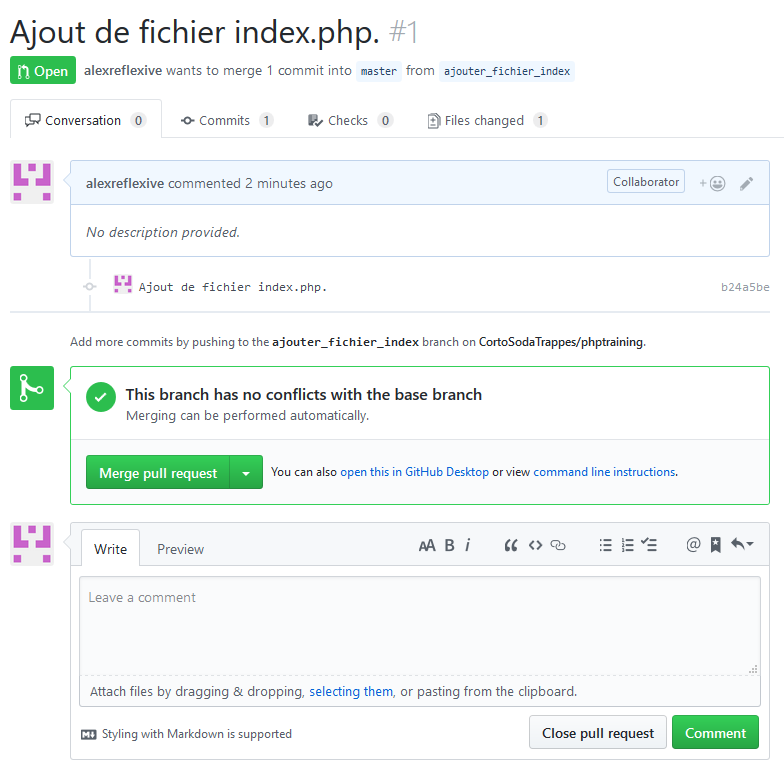 Ajout de fichier index.php. #1
Open alexreflexive wants to merge 1 commit into master from ajouter_fichier_index
Conversation 0 Commits 1 Checks 0 Files changed 1
alexreflexive commented 2 minutes ago Collaborator +
No description provided.
Ajout de fichier index.php. b24a5be
Add more commits by pushing to the ajouter_fichier_index branch on CortoSodaTrappes/phptraining.
This branch has no conflicts with the base branch
Merging can be performed automatically.
Merge pull request You can also open this in GitHub Desktop or view command line instructions.
Write Preview AA B i “ <> @
Leave a comment
Attach files by dragging & dropping, selecting them, or pasting from the clipboard.
M Styling with Markdown is supported Close pull request Comment